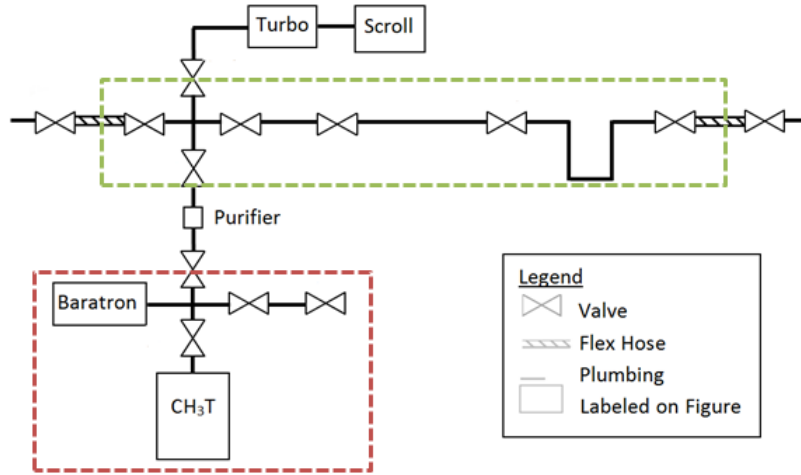 Turbo
Scroll
Purifier
Baratron
CH₃T
Legend
Valve
Flex Hose
Plumbing
Labeled on Figure